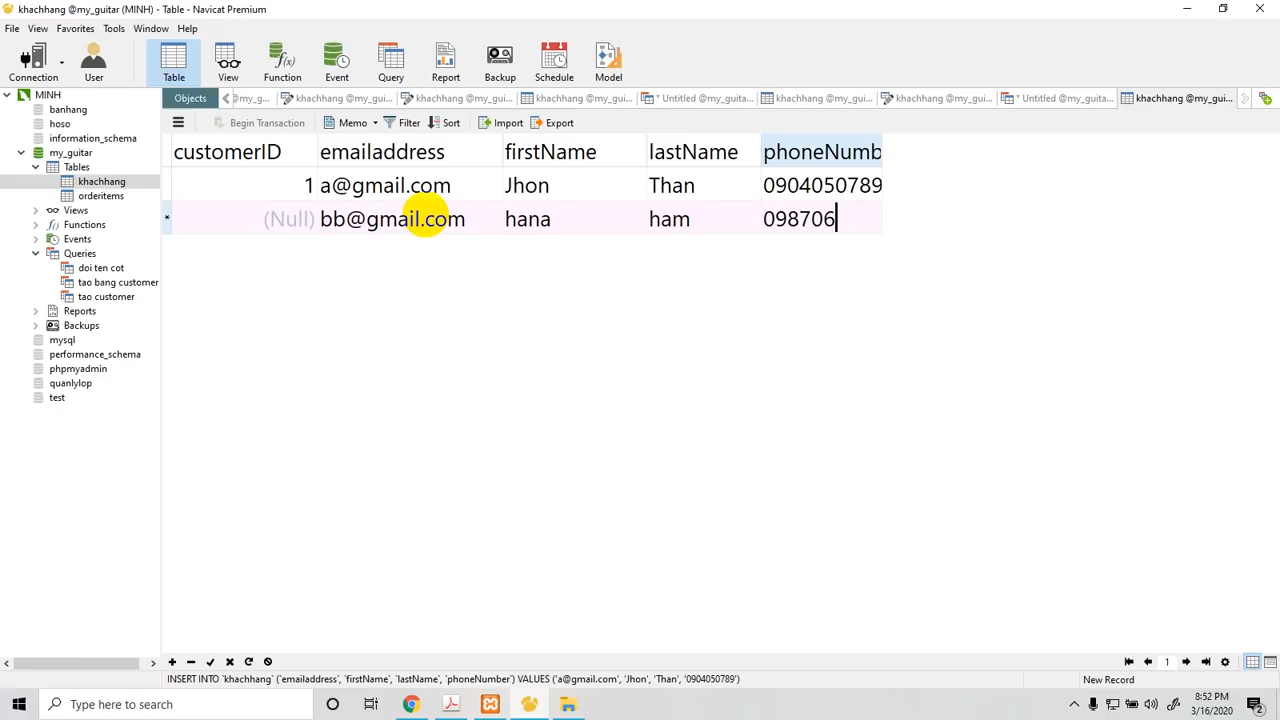 khachhang @my_guitar (MINH) - Table - Navicat Premium
File View Favorites Tools Window Help
Connection User Table View Function Event Query Report Backup Schedule Model
MINH
banhang
hoso
information_schema
my_guitar
Tables
khachhang
orderitems
Views
Functions
Events
Queries
doi ten cot
tao bang customer
tao customer
Reports
Backups
mysql
performance_schema
phpmyadmin
quanlylop
test
Objects @my_g... khachhang @my_gui... khachhang @my_gui... khachhang @my_gui... * Untitled @my_guitar... khachhang @my_gui... khachhang @my_gui... * Untitled @my_guitar... khachhang @my_gui...
Begin Transaction Memo Filter Sort Import Export
customerID emailaddress firstName lastName phoneNumb
1 a@gmail.com Jhon Than 0904050789
* (Null) bb@gmail.com hana ham 098706
1
INSERT INTO `khachhang` (`emailaddress`, `firstName`, `lastName`, `phoneNumber`) VALUES ('a@gmail.com', 'Jhon', 'Than', '0904050789') New Record
Type here to search
8:52 PM
3/16/2020
2